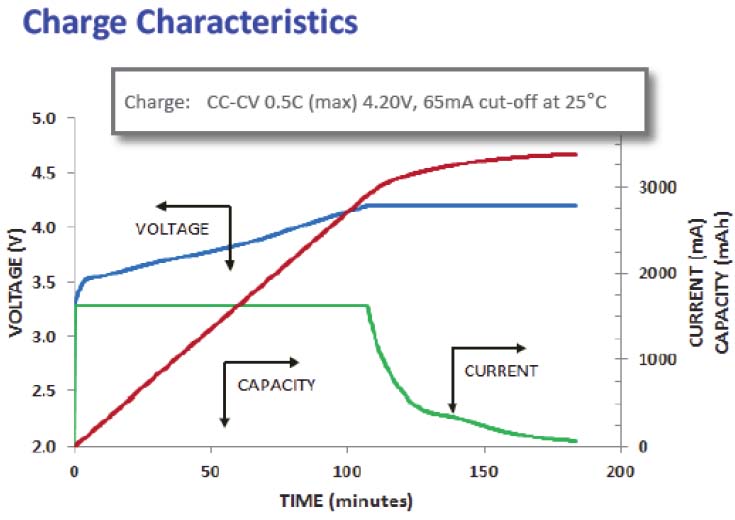 Charge Characteristics
Charge: CC-CV 0.5C (max) 4.20V, 65mA cut-off at 25°C
5.0
4.5
4.0
3.5
3.0
2.5
2.0
VOLTAGE (V)
VOLTAGE
CAPACITY
CURRENT
3000
2000
1000
0
CURRENT (mA)
CAPACITY (mAh)
0 50 100 150 200
TIME (minutes)